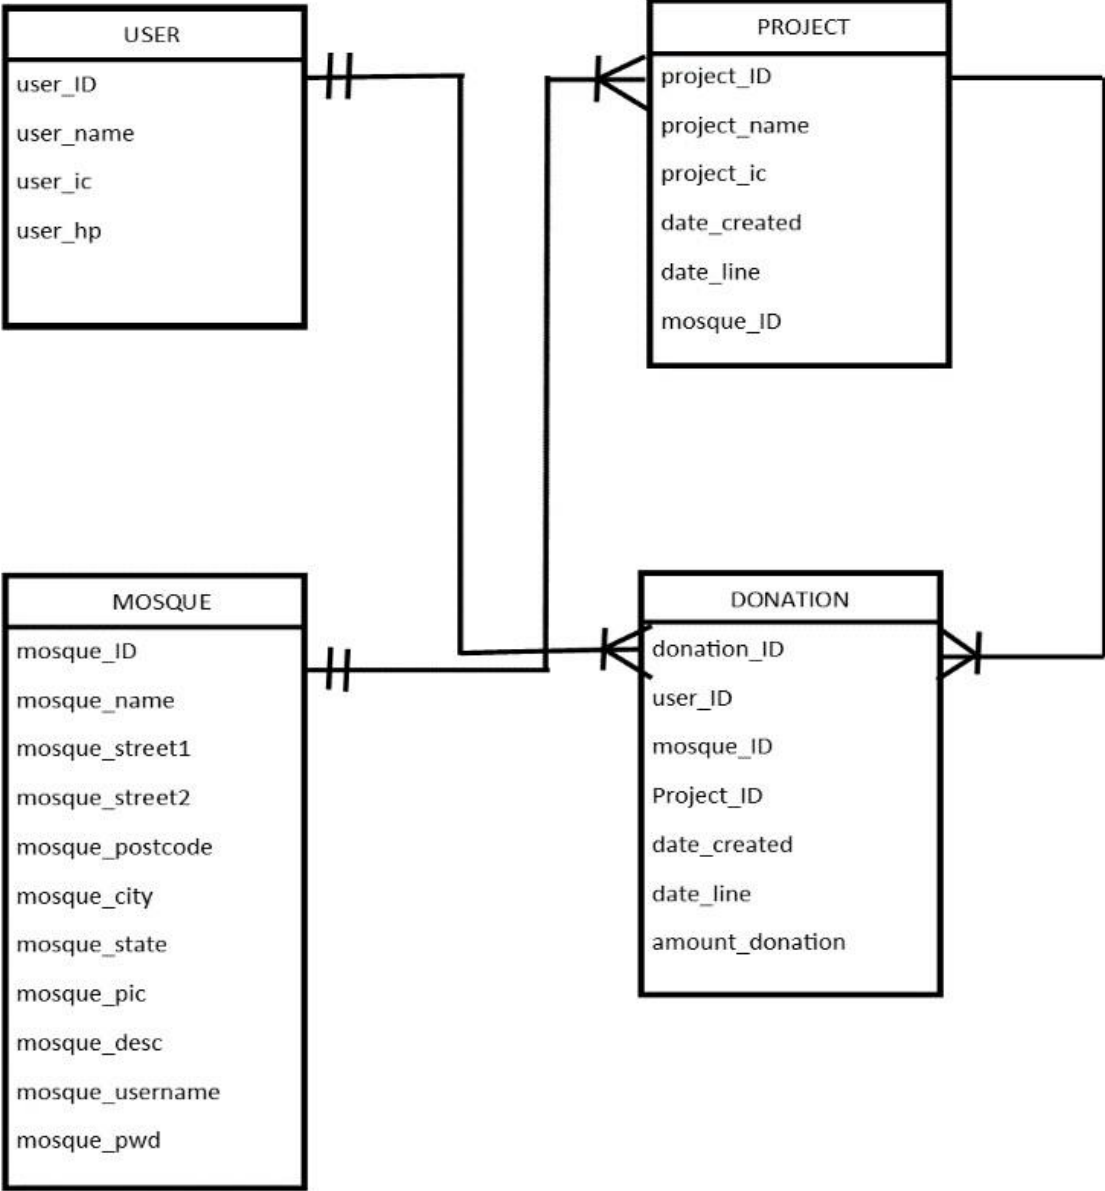 USER
user_ID
user_name
user_ic
user_hp
PROJECT
project_ID
project_name
project_ic
date_created
date_line
mosque_ID
MOSQUE
mosque_ID
mosque_name
mosque_street1
mosque_street2
mosque_postcode
mosque_city
mosque_state
mosque_pic
mosque_desc
mosque_username
mosque_pwd
DONATION
donation_ID
user_ID
mosque_ID
Project_ID
date_created
date_line
amount_donation